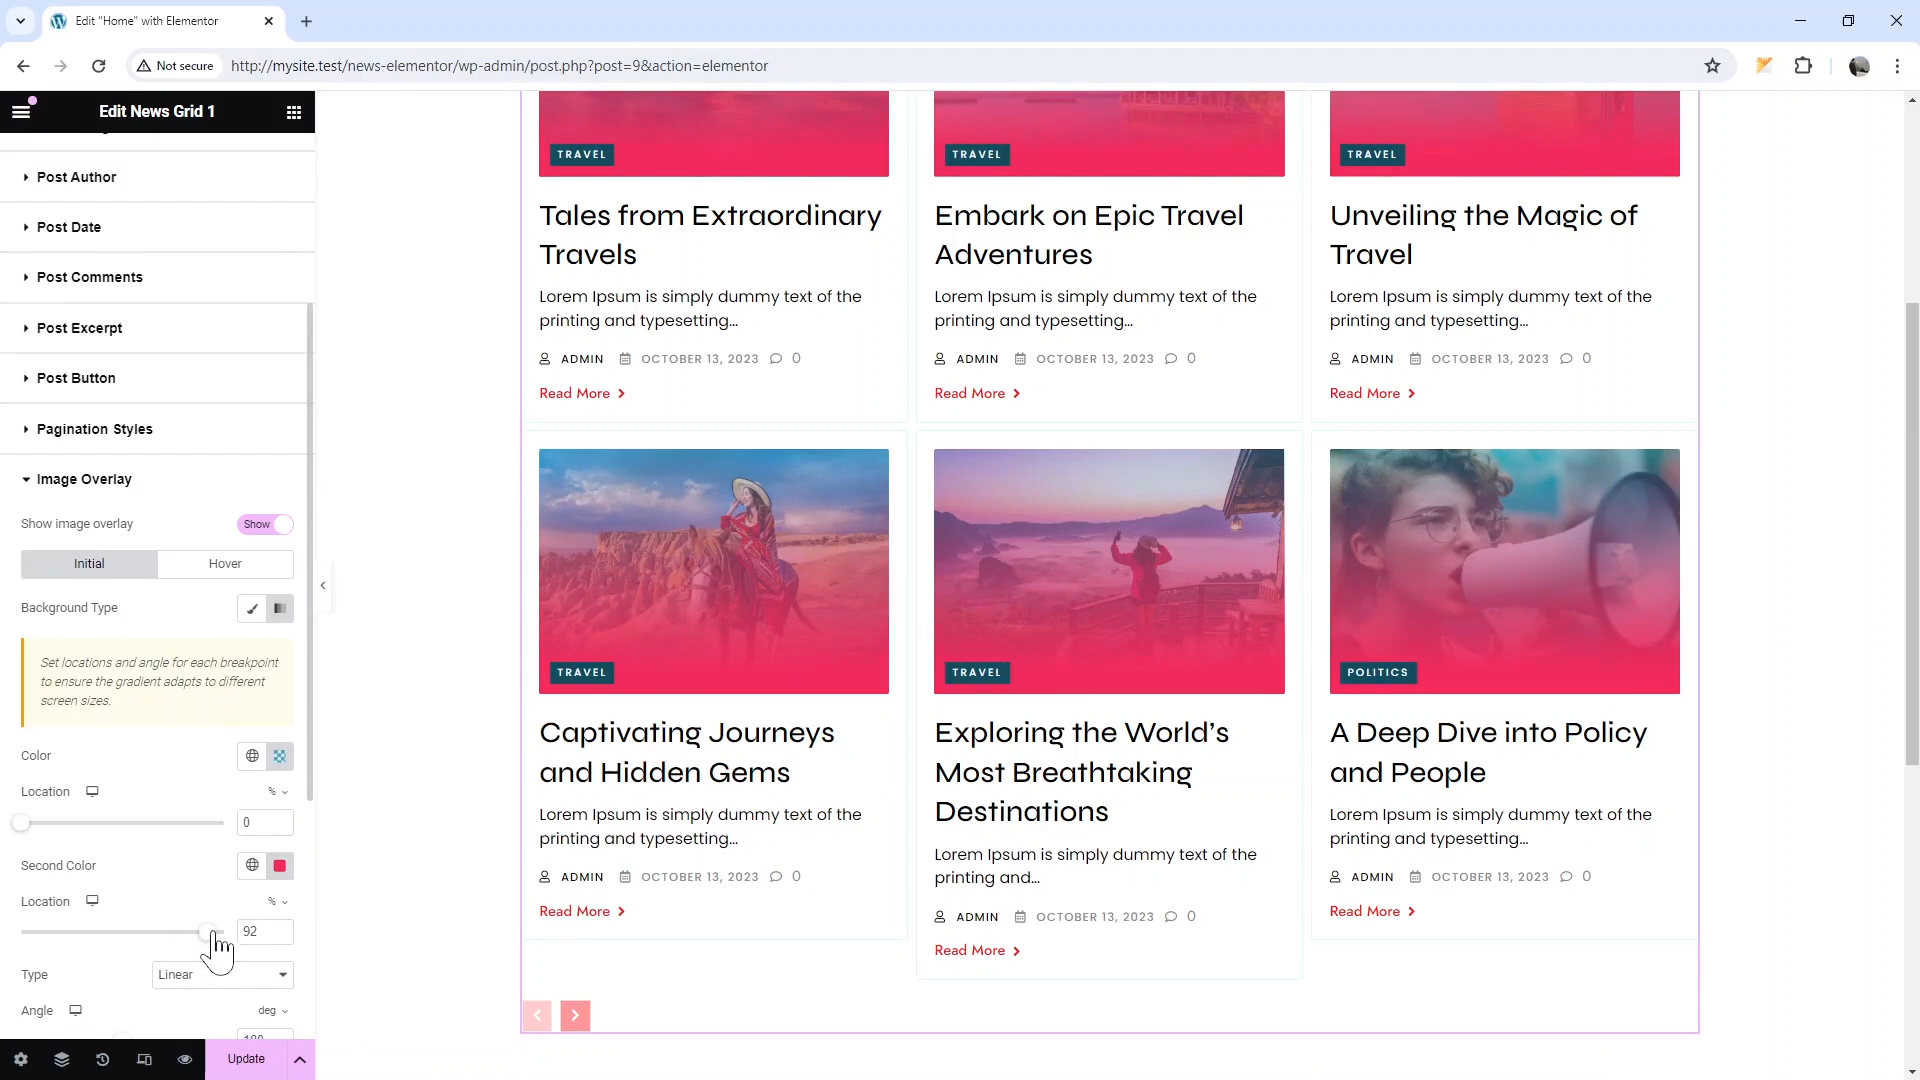 Edit "Home" with Elementor
Not secure
http://mysite.test/news-elementor/wp-admin/post.php?post=9&action=elementor
Edit News Grid 1
Post Author
Post Date
Post Comments
Post Excerpt
Post Button
Pagination Styles
Image Overlay
Show image overlay
Show
Initial
Hover
Background Type
Set locations and angle for each breakpoint
to ensure the gradient adapts to different
screen sizes.
Color
Location
%
0
Second Color
Location
%
92
Type
Linear
Angle
deg
180
Update
TRAVEL
Tales from Extraordinary
Travels
Lorem Ipsum is simply dummy text of the
printing and typesetting...
ADMIN OCTOBER 13, 2023 0
Read More
TRAVEL
Embark on Epic Travel
Adventures
Lorem Ipsum is simply dummy text of the
printing and typesetting...
ADMIN OCTOBER 13, 2023 0
Read More
TRAVEL
Unveiling the Magic of
Travel
Lorem Ipsum is simply dummy text of the
printing and typesetting...
ADMIN OCTOBER 13, 2023 0
Read More
TRAVEL
Captivating Journeys
and Hidden Gems
Lorem Ipsum is simply dummy text of the
printing and typesetting...
ADMIN OCTOBER 13, 2023 0
Read More
TRAVEL
Exploring the World’s
Most Breathtaking
Destinations
Lorem Ipsum is simply dummy text of the
printing and...
ADMIN OCTOBER 13, 2023 0
Read More
POLITICS
A Deep Dive into Policy
and People
Lorem Ipsum is simply dummy text of the
printing and typesetting...
ADMIN OCTOBER 13, 2023 0
Read More